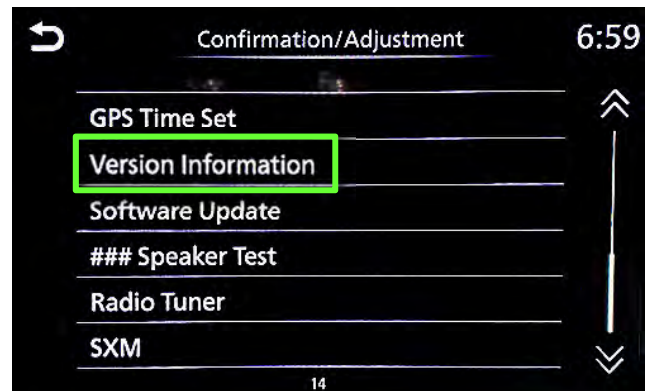 Confirmation/Adjustment 6:59
GPS Time Set
Version Information
Software Update
### Speaker Test
Radio Tuner
SXM
14